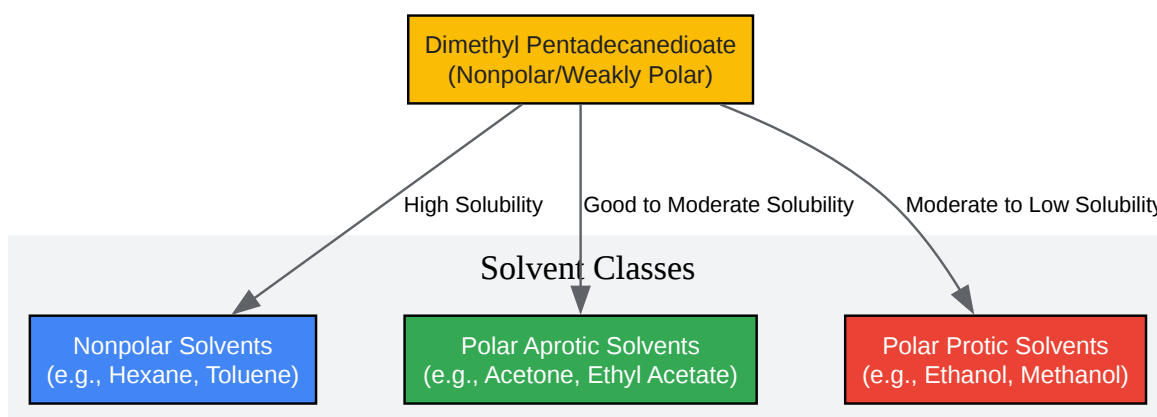 Dimethyl Pentadecanedioate
(Nonpolar/Weakly Polar)
High Solubility
Good to Moderate Solubility
Moderate to Low Solubility
Solvent Classes
Nonpolar Solvents
(e.g., Hexane, Toluene)
Polar Aprotic Solvents
(e.g., Acetone, Ethyl Acetate)
Polar Protic Solvents
(e.g., Ethanol, Methanol)